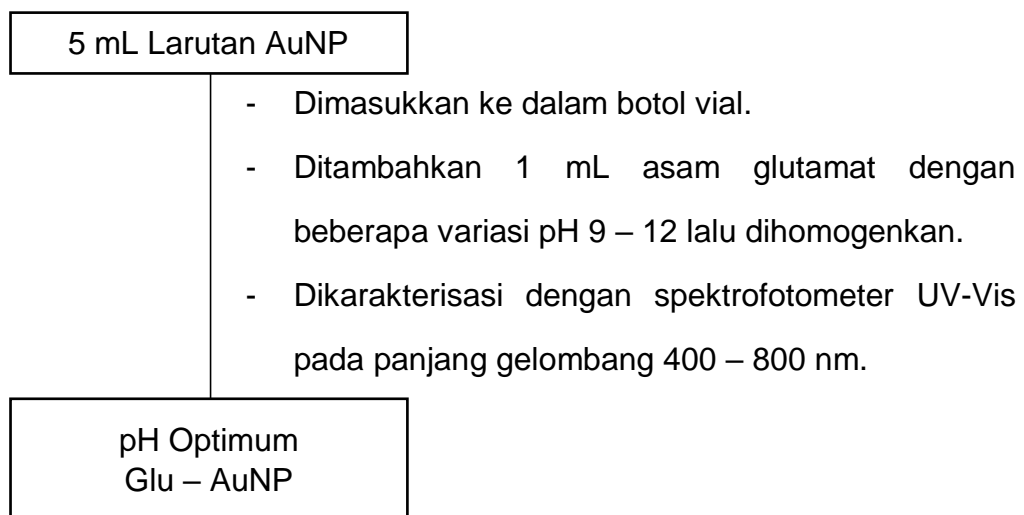 5 mL Larutan AuNP
- Dimasukkan ke dalam botol vial.
- Ditambahkan 1 mL asam glutamat dengan
beberapa variasi pH 9 – 12 lalu dihomogenkan.
- Dikarakterisasi dengan spektrofotometer UV-Vis
pada panjang gelombang 400 – 800 nm.
pH Optimum
Glu – AuNP